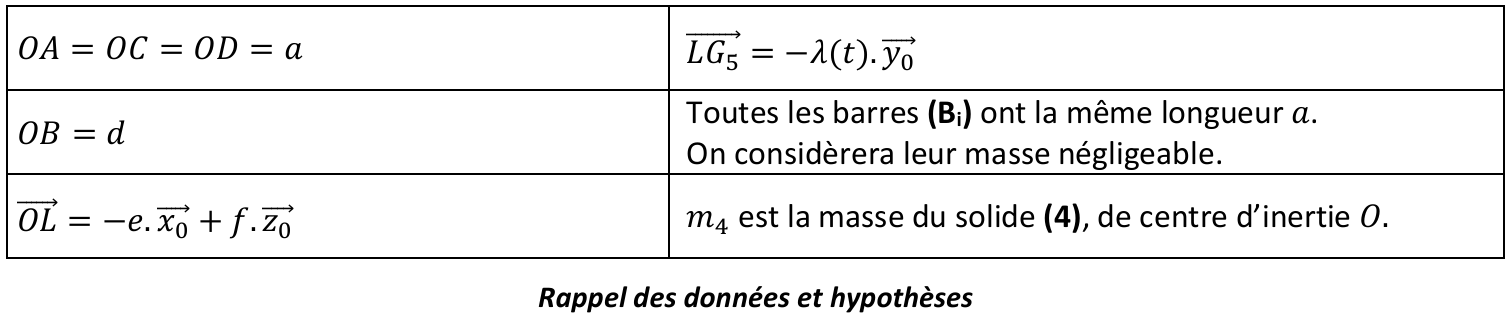 OA = OC = OD = a
$\overrightarrow{LG_5} = -\lambda(t).\overrightarrow{y_0}$
OB = d
Toutes les barres (Bᵢ) ont la même longueur a.
On considèrera leur masse négligeable.
$\overrightarrow{OL} = -e.\overrightarrow{x_0} + f.\overrightarrow{z_0}$
m₄ est la masse du solide (4), de centre d’inertie O.
Rappel des données et hypothèses